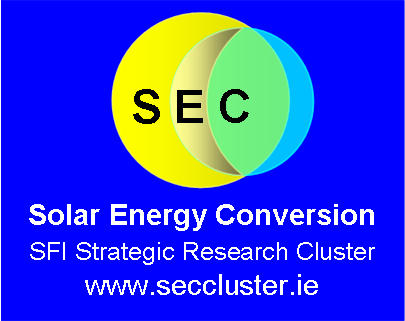 S E C
Solar Energy Conversion
SFI Strategic Research Cluster
www.seccluster.ie